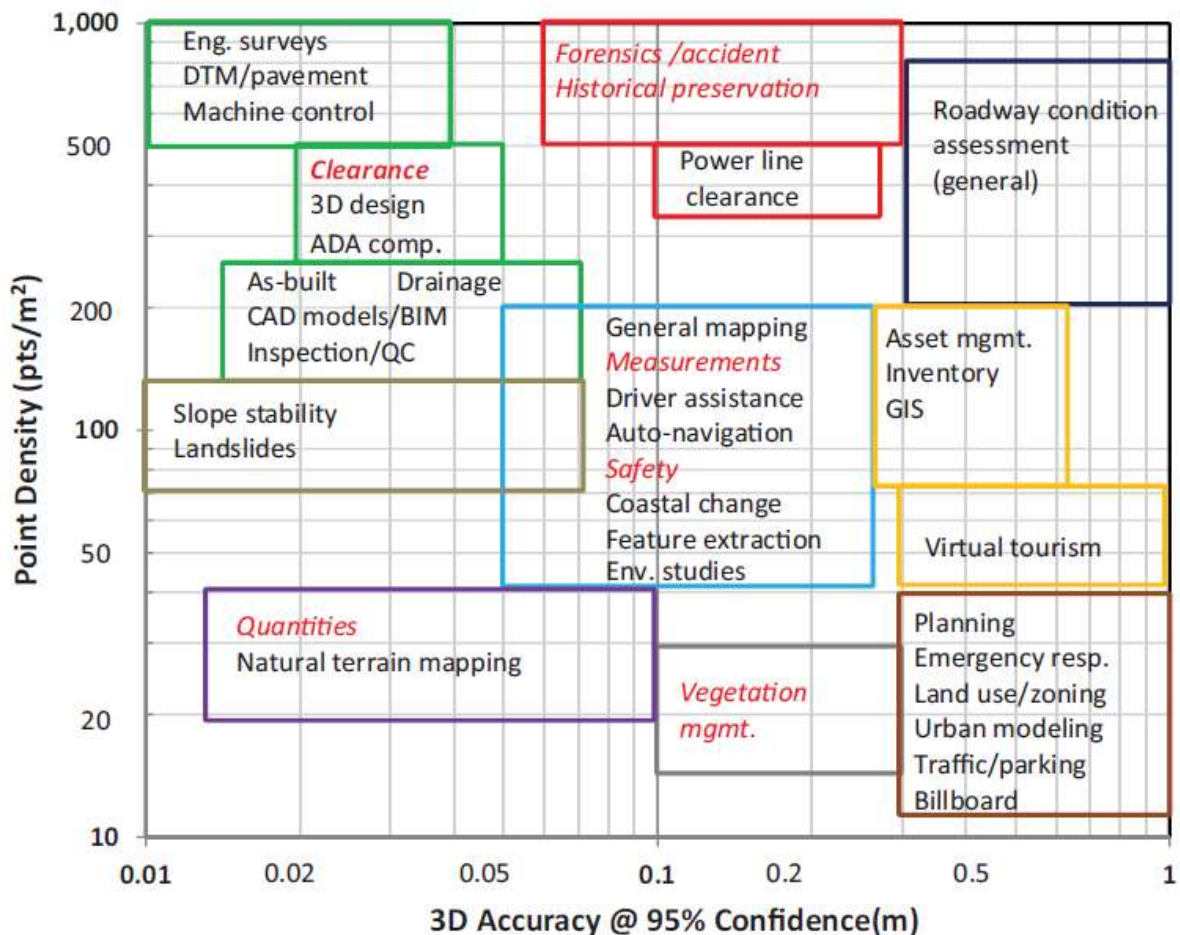 1,000
500
200
100
50
20
10
Point Density (pts/m²)
Eng. surveys
DTM/pavement
Machine control
Forensics /accident
Historical preservation
Roadway condition
assessment
(general)
Clearance
3D design
ADA comp.
Power line
clearance
As-built Drainage
CAD models/BIM
Inspection/QC
General mapping
Measurements
Driver assistance
Auto-navigation
Safety
Coastal change
Feature extraction
Env. studies
Asset mgmt.
Inventory
GIS
Slope stability
Landslides
Virtual tourism
Quantities
Natural terrain mapping
Vegetation
mgmt.
Planning
Emergency resp.
Land use/zoning
Urban modeling
Traffic/parking
Billboard
0.01 0.02 0.05 0.1 0.2 0.5 1
3D Accuracy @ 95% Confidence(m)